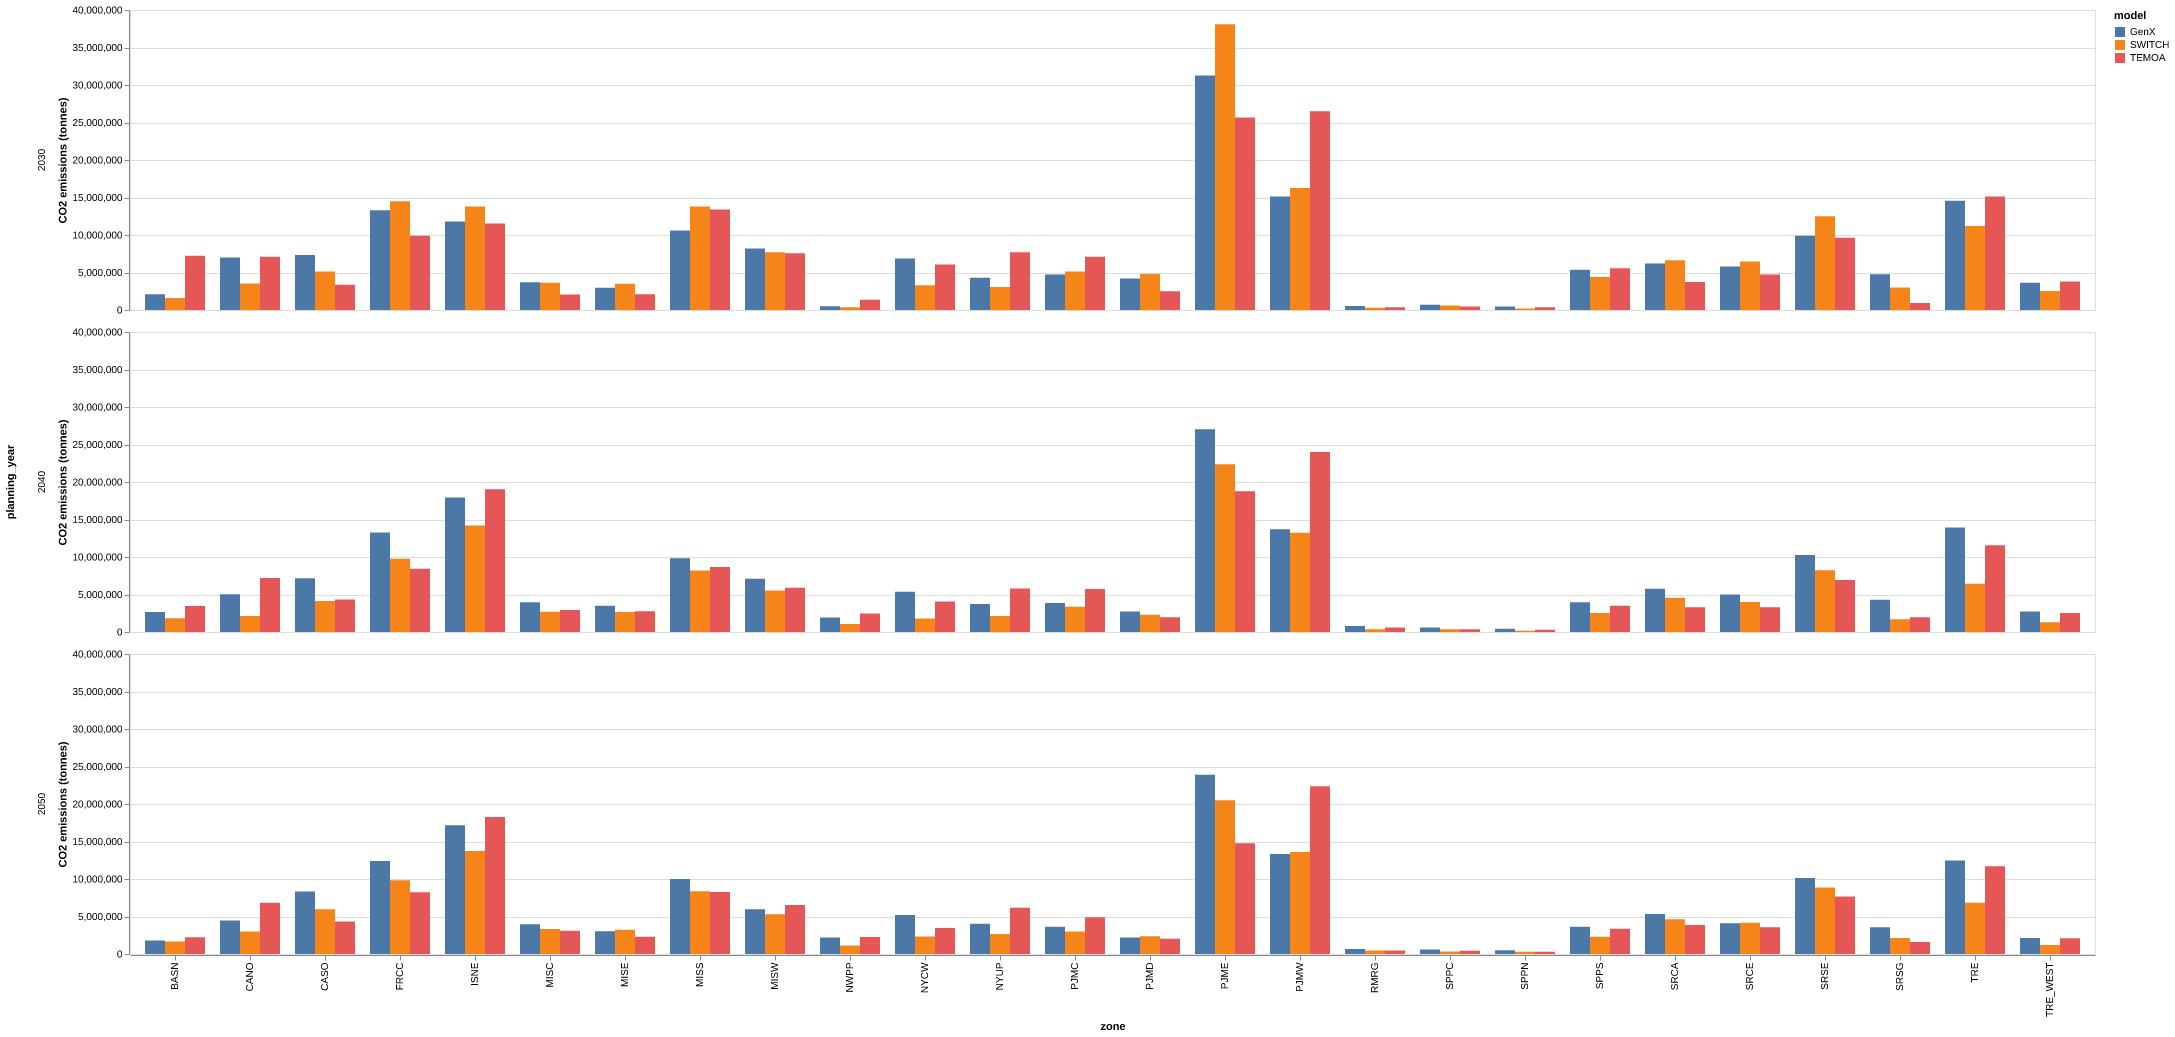 model
GenX
SWITCH
TEMOA
planning_year
2030
CO2 emissions (tonnes)
40,000,000
35,000,000
30,000,000
25,000,000
20,000,000
15,000,000
10,000,000
5,000,000
0
2040
CO2 emissions (tonnes)
40,000,000
35,000,000
30,000,000
25,000,000
20,000,000
15,000,000
10,000,000
5,000,000
0
2050
CO2 emissions (tonnes)
40,000,000
35,000,000
30,000,000
25,000,000
20,000,000
15,000,000
10,000,000
5,000,000
0
BASN
CANO
CASO
FRCC
ISNE
MISC
MISE
MISS
MISW
NWPP
NYCW
NYUP
PJMC
PJMD
PJME
PJMW
RMRG
SPPC
SPPN
SPPS
SRCA
SRCE
SRSE
SRSG
TRE
TRE_WEST
zone